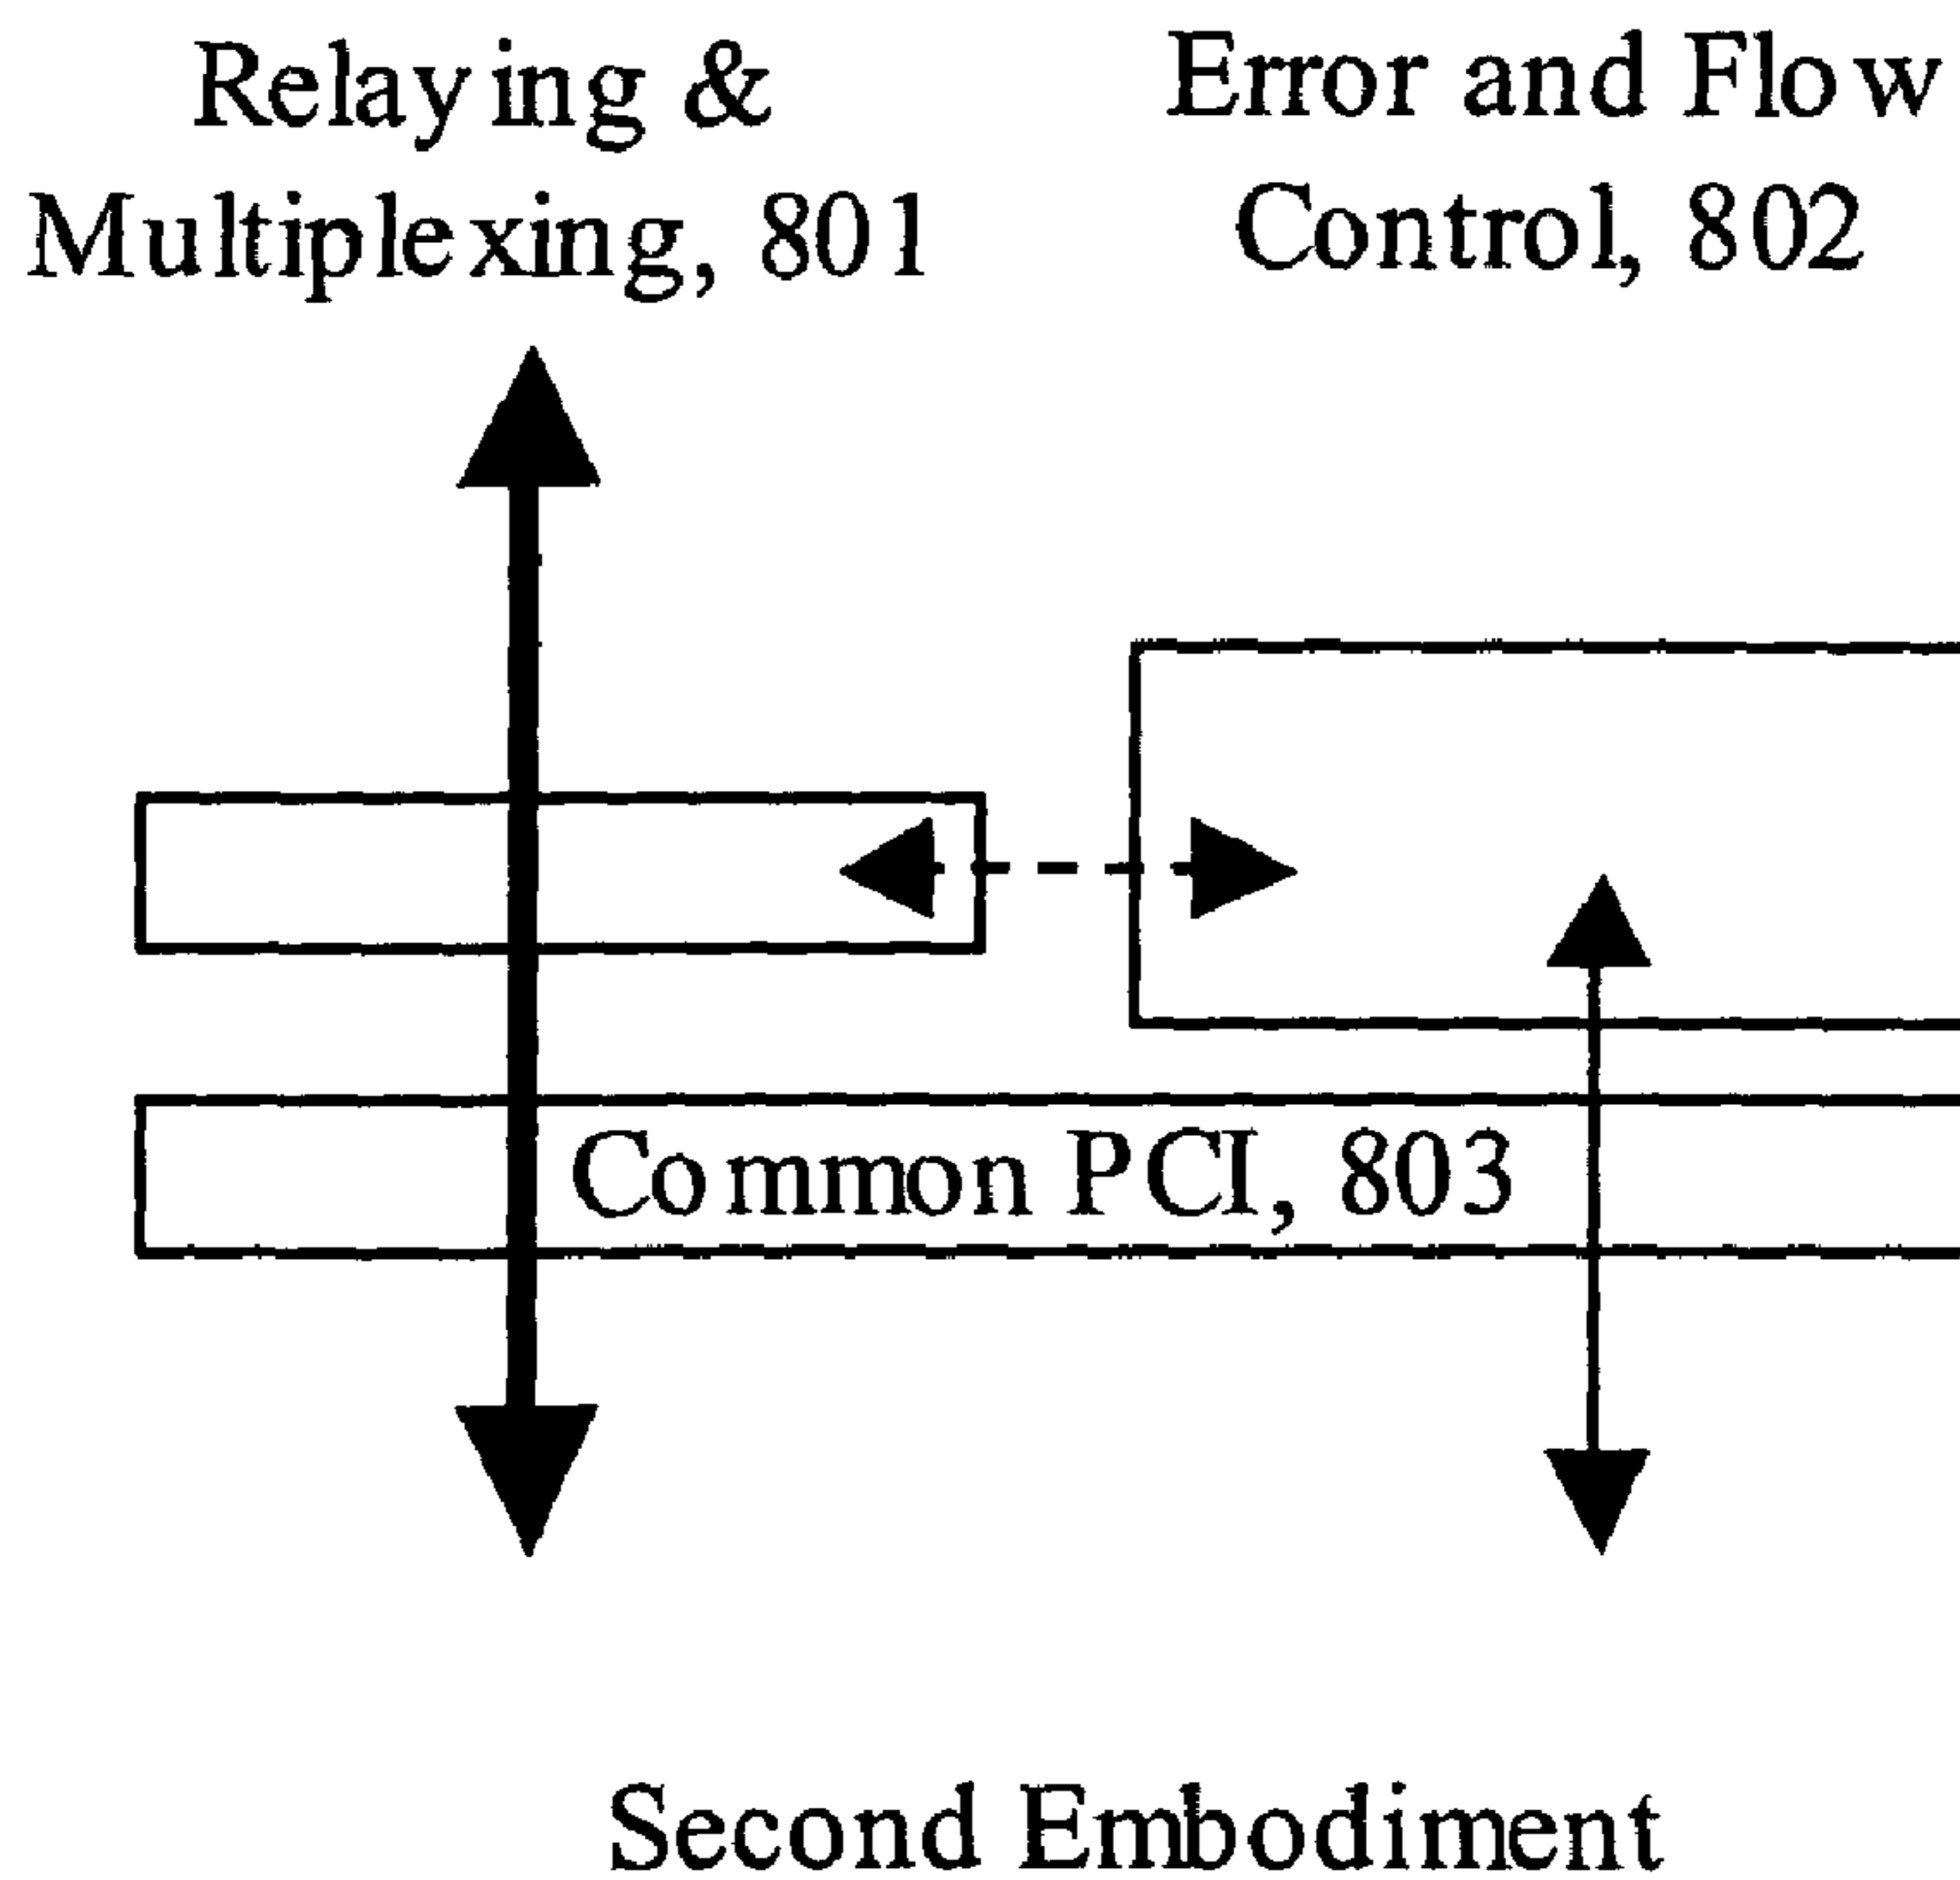 Relaying &
Multiplexing, 801
Error and Flow
Control, 802
Common PCI, 803
Second Embodiment